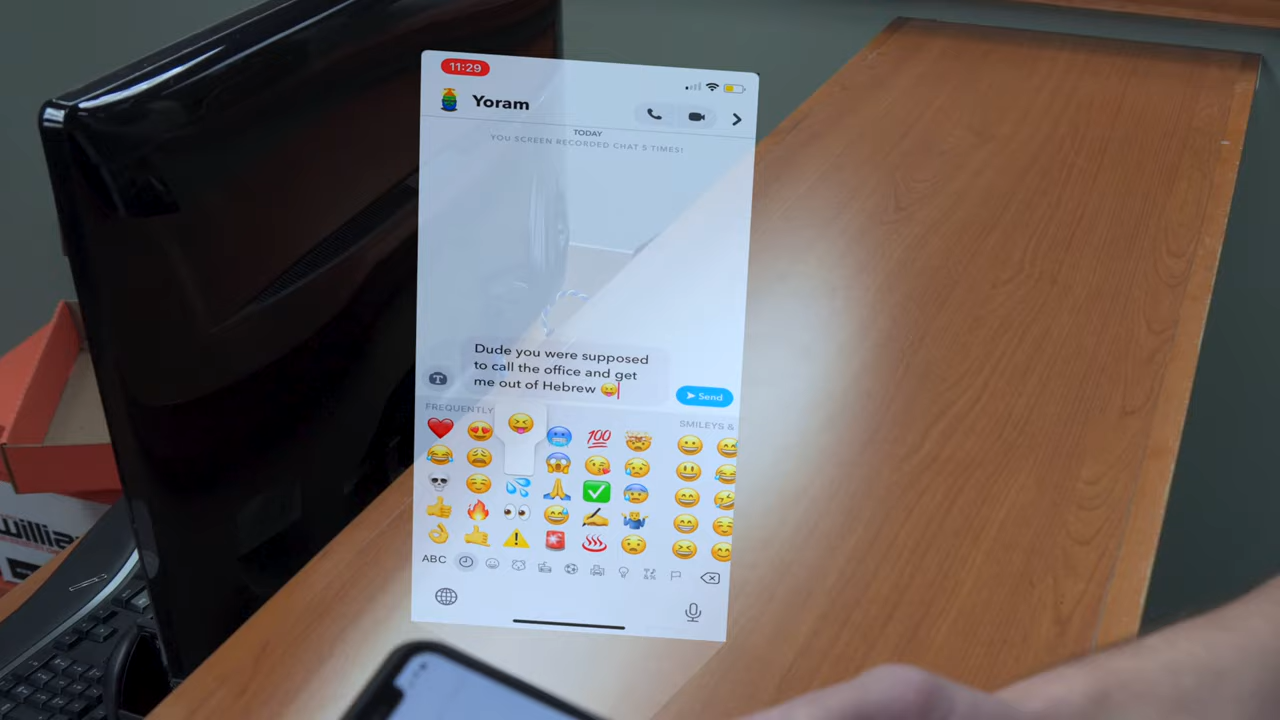 11:29
Yoram
TODAY
YOU SCREEN RECORDED CHAT 5 TIMES!
Dude you were supposed
to call the office and get
me out of Hebrew 😝
Send
FREQUENTLY
SMILEYS &
100
ABC
willia